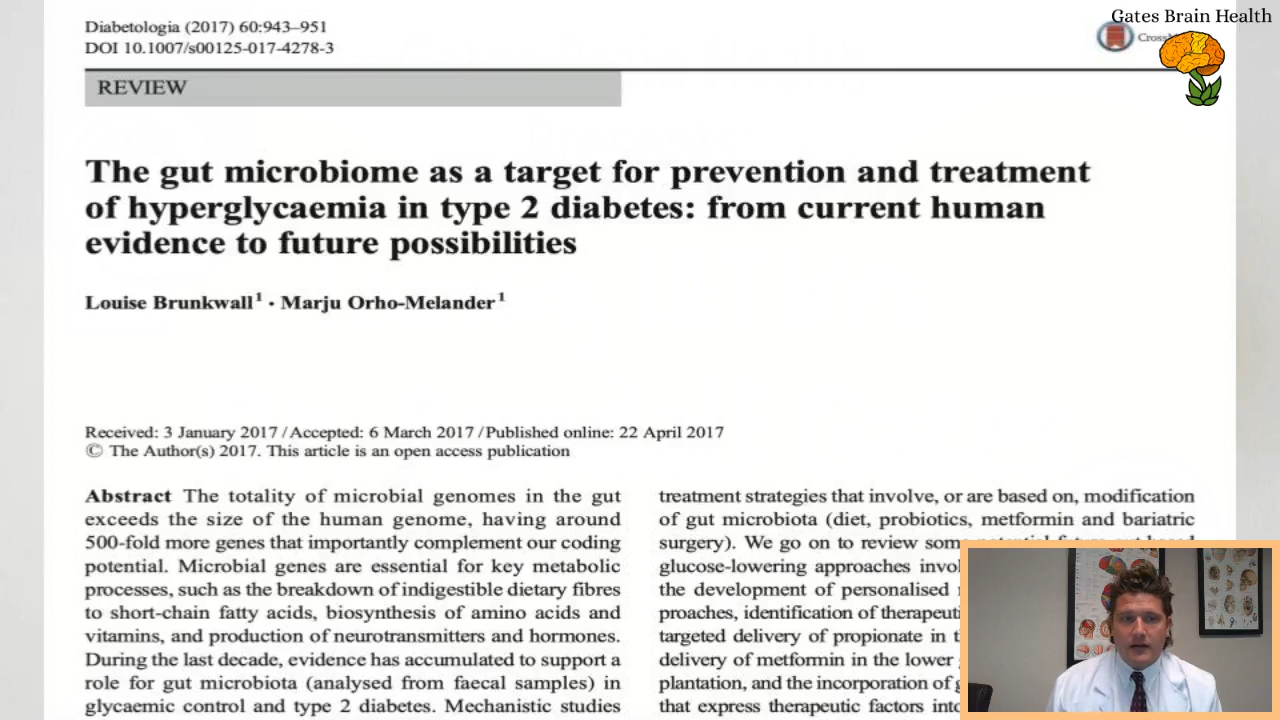 Gates Brain Health
Diabetologia (2017) 60:943–951
DOI 10.1007/s00125-017-4278-3
REVIEW
The gut microbiome as a target for prevention and treatment
of hyperglycaemia in type 2 diabetes: from current human
evidence to future possibilities
Louise Brunkwall¹ · Marju Orho-Melander¹
Received: 3 January 2017 / Accepted: 6 March 2017 / Published online: 22 April 2017
© The Author(s) 2017. This article is an open access publication
Abstract The totality of microbial genomes in the gut
exceeds the size of the human genome, having around
500-fold more genes that importantly complement our coding
potential. Microbial genes are essential for key metabolic
processes, such as the breakdown of indigestible dietary fibres
to short-chain fatty acids, biosynthesis of amino acids and
vitamins, and production of neurotransmitters and hormones.
During the last decade, evidence has accumulated to support a
role for gut microbiota (analysed from faecal samples) in
glycaemic control and type 2 diabetes. Mechanistic studies
treatment strategies that involve, or are based on, modification
of gut microbiota (diet, probiotics, metformin and bariatric
surgery). We go on to review some
glucose-lowering approaches
the development of personalised
proaches, identification of
targeted delivery of propionate in
delivery of metformin in the lower
plantation, and the incorporation of
that express therapeutic factors